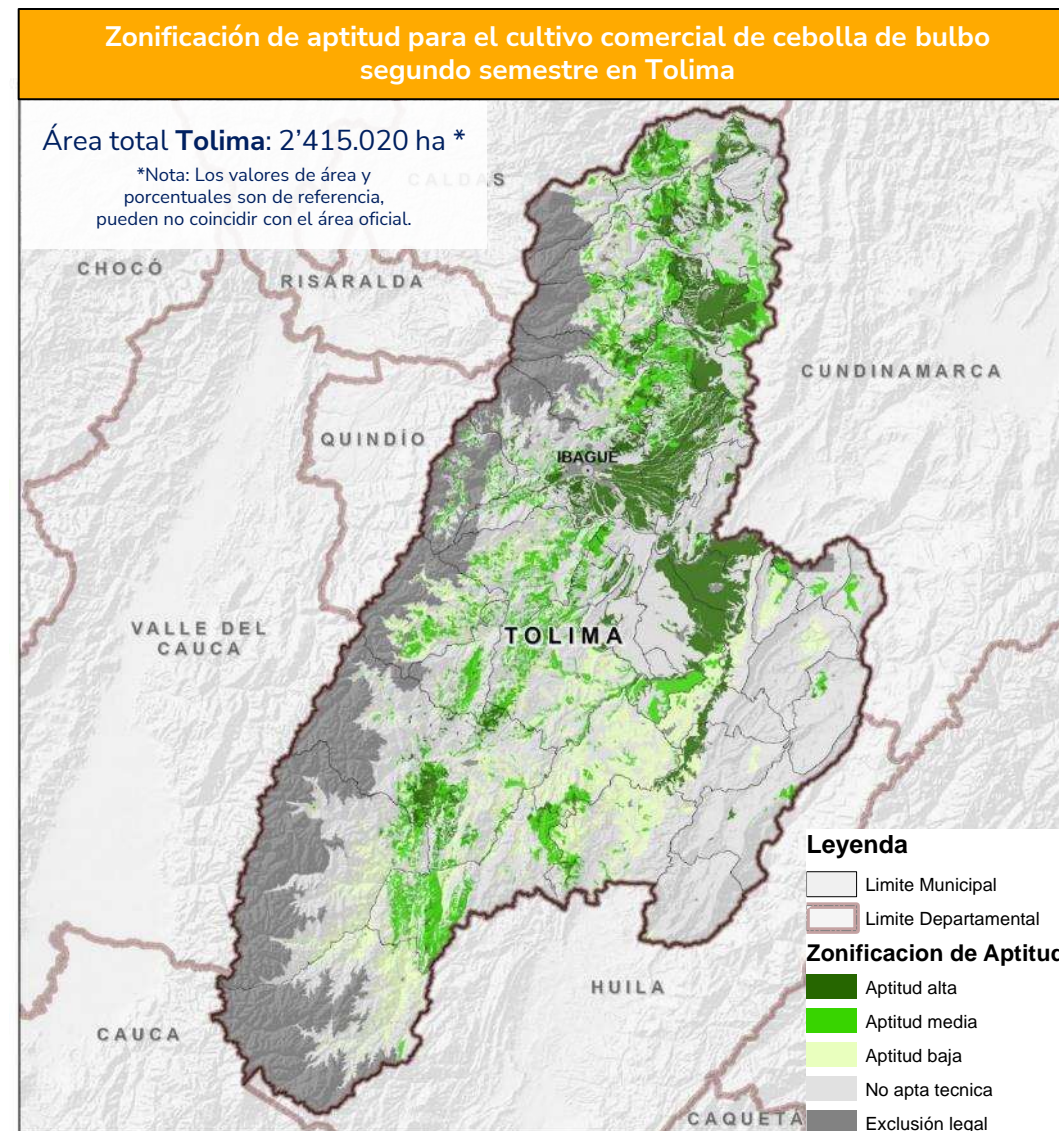 Zonificación de aptitud para el cultivo comercial de cebolla de bulbo
segundo semestre en Tolima
Área total Tolima: 2’415.020 ha *
*Nota: Los valores de área y
porcentuales son de referencia,
pueden no coincidir con el área oficial.
CALDAS
CHOCÓ
RISARALDA
CUNDINAMARCA
QUINDÍO
IBAGUÉ
VALLE DEL
CAUCA
TOLIMA
HUILA
CAUCA
CAQUETA
Leyenda
Limite Municipal
Limite Departamental
Zonificacion de Aptitud
Aptitud alta
Aptitud media
Aptitud baja
No apta tecnica
Exclusión legal